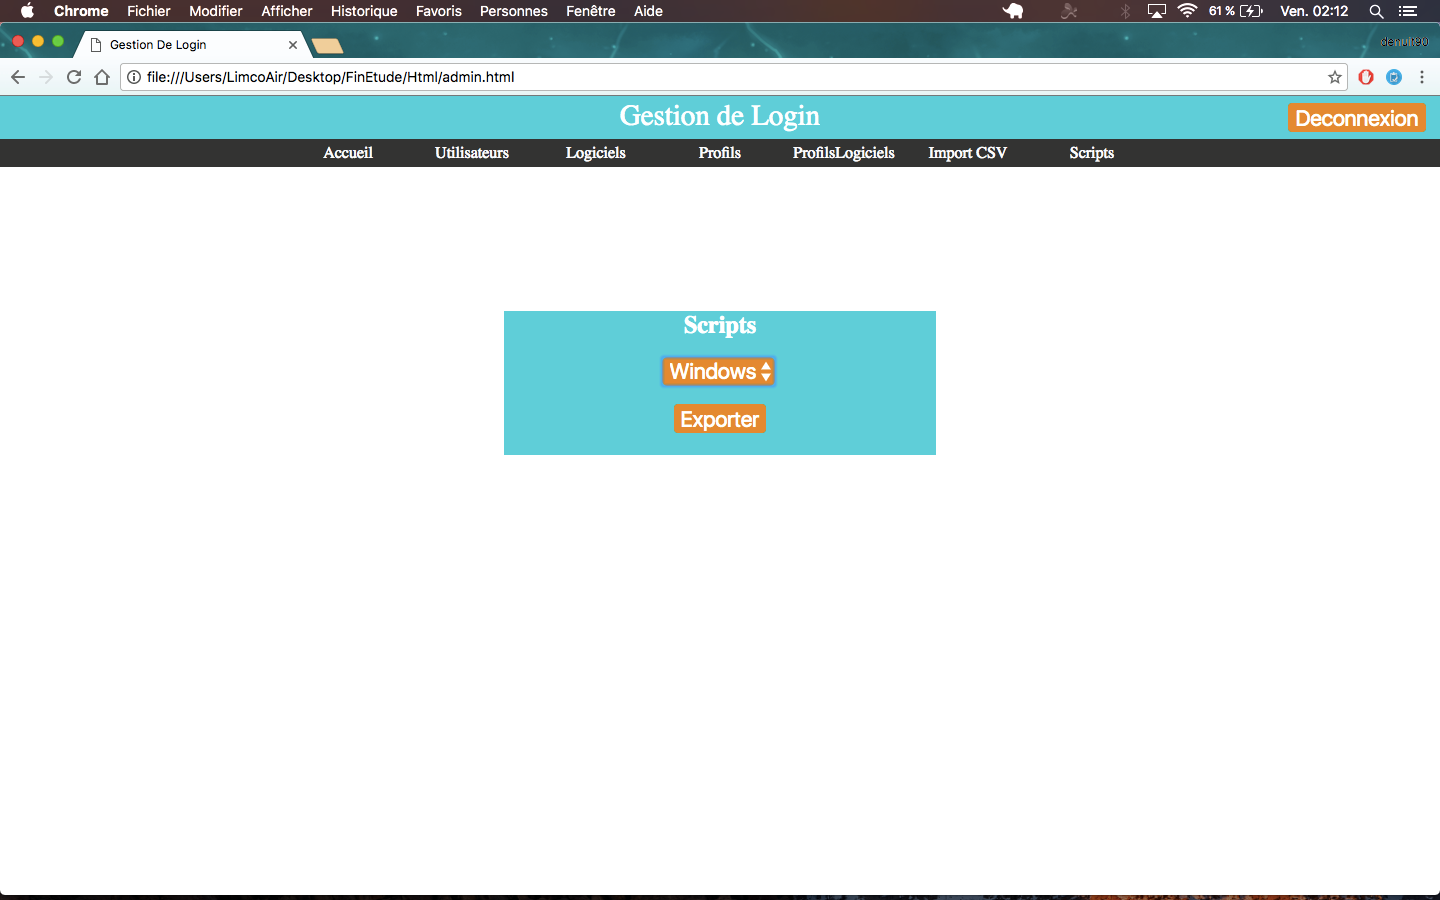 Chrome Fichier Modifier Afficher Historique Favoris Personnes Fenêtre Aide 61 % Ven. 02:12
Gestion De Login
file:///Users/LimcoAir/Desktop/FinEtude/Html/admin.html
Gestion de Login
Deconnexion
Accueil Utilisateurs Logiciels Profils ProfilsLogiciels Import CSV Scripts
Scripts
Windows
Exporter